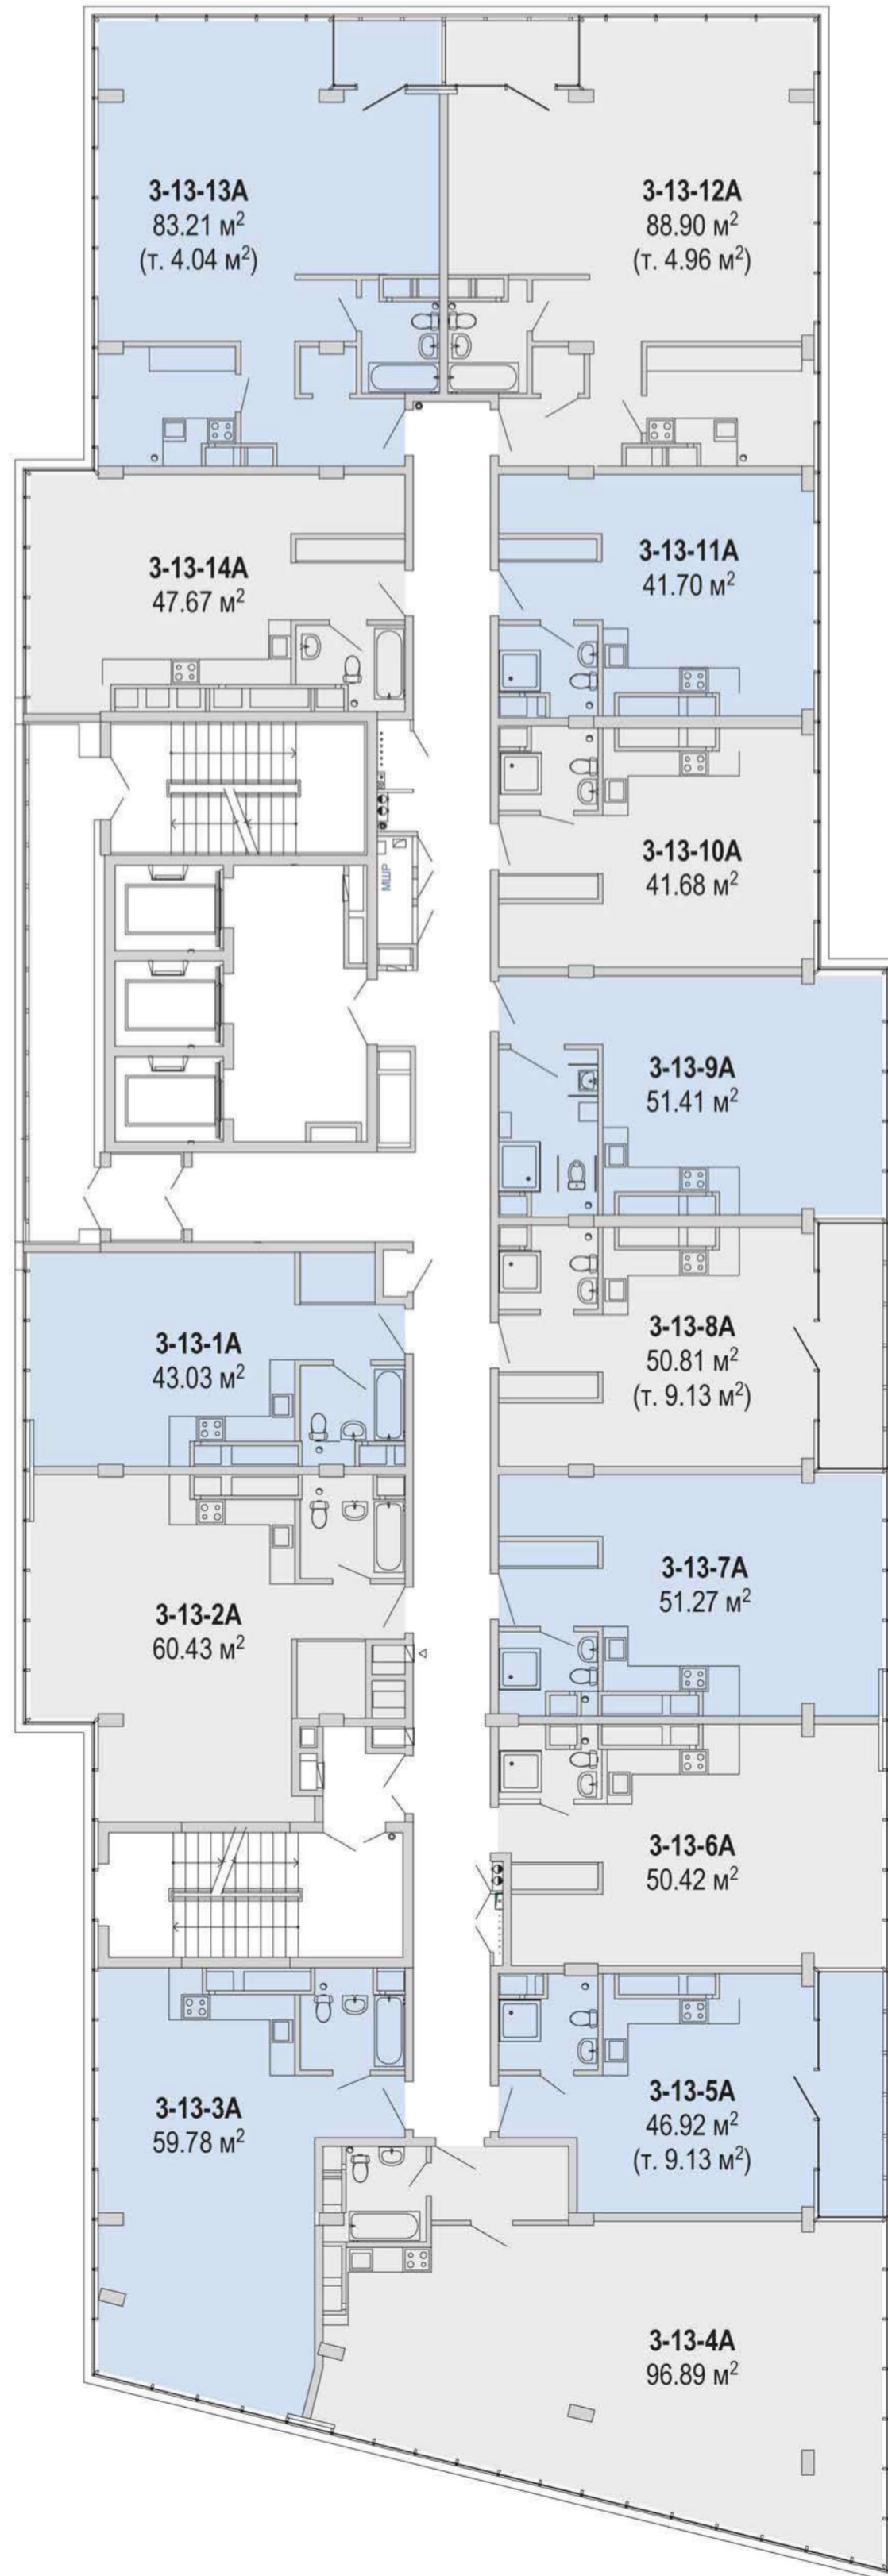 3-13-13А
83.21 м²
(т. 4.04 м²)
3-13-12А
88.90 м²
(т. 4.96 м²)
3-13-14А
47.67 м²
3-13-11А
41.70 м²
МШР
3-13-10А
41.68 м²
3-13-9А
51.41 м²
3-13-1А
43.03 м²
3-13-8А
50.81 м²
(т. 9.13 м²)
3-13-2А
60.43 м²
3-13-7А
51.27 м²
3-13-6А
50.42 м²
3-13-3А
59.78 м²
3-13-5А
46.92 м²
(т. 9.13 м²)
3-13-4А
96.89 м²